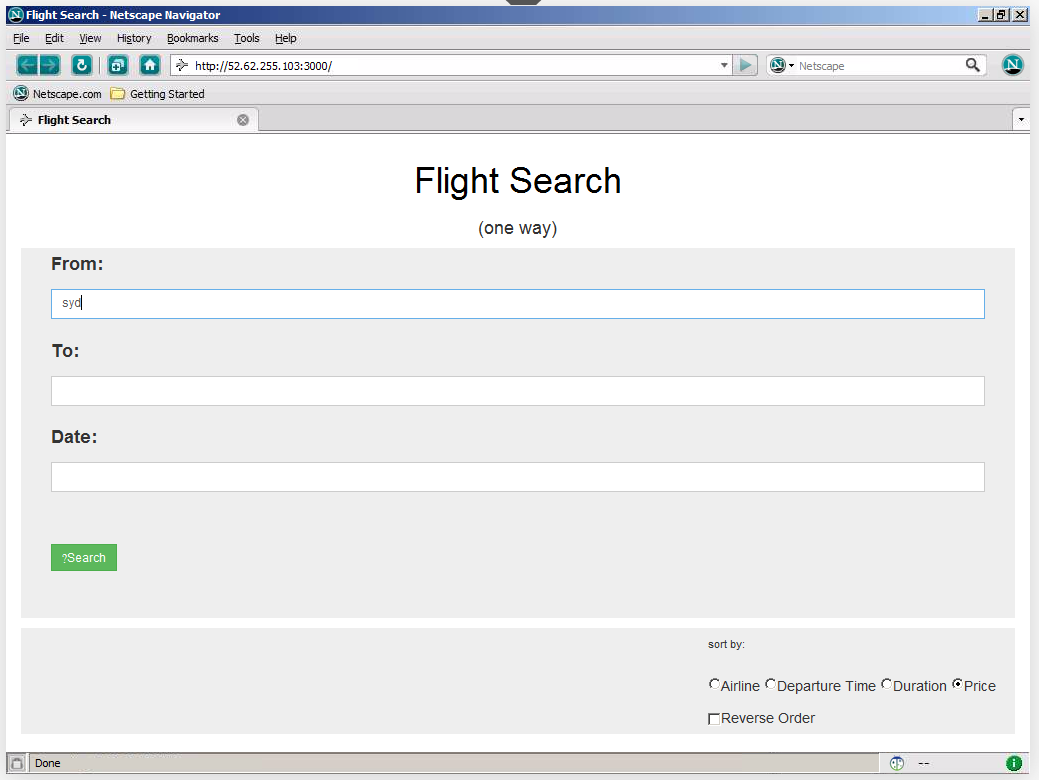 Flight Search - Netscape Navigator
File Edit View History Bookmarks Tools Help
http://52.62.255.103:3000/ Netscape
Netscape.com Getting Started
Flight Search
Flight Search
(one way)
From:
syd
To:
Date:
?Search
sort by:
Airline Departure Time Duration Price
Reverse Order
Done --